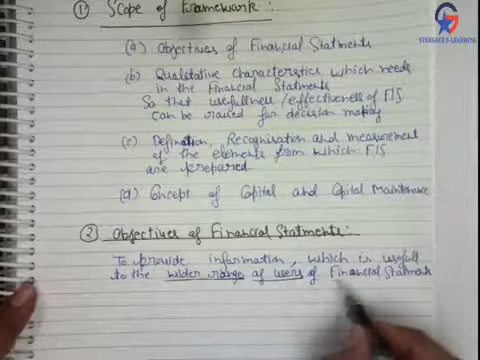 ① Scope of Framework :
(a) Objectives of Financial Statments
(b) Qualitative characteristics which needs
in the Financial Statments
So that usefullness/effectiveness of F/S
can be raised for decision making
(c) Defination, Recognisation and measurement
of the elements from which F/S
are prepared
(d) Concept of Capital and Capital Maintenance
② Objectives of Financial Statments:
To provide information, which is usefull
to the wider range of users of Financial Statments
STARGATE E-LEARNING